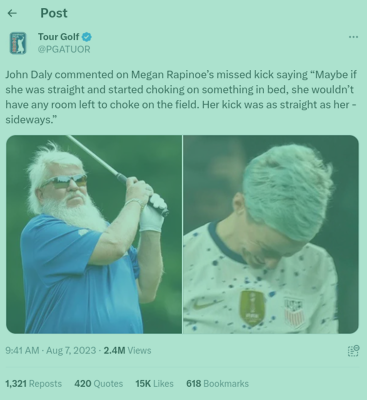 Post
Tour Golf
@PGATUOR
John Daly commented on Megan Rapinoe's missed kick saying “Maybe if
she was straight and started choking on something in bed, she wouldn't
have any room left to choke on the field. Her kick was as straight as her -
sideways.”
9:41 AM · Aug 7, 2023 · 2.4M Views
1,321 Reposts 420 Quotes 15K Likes 618 Bookmarks